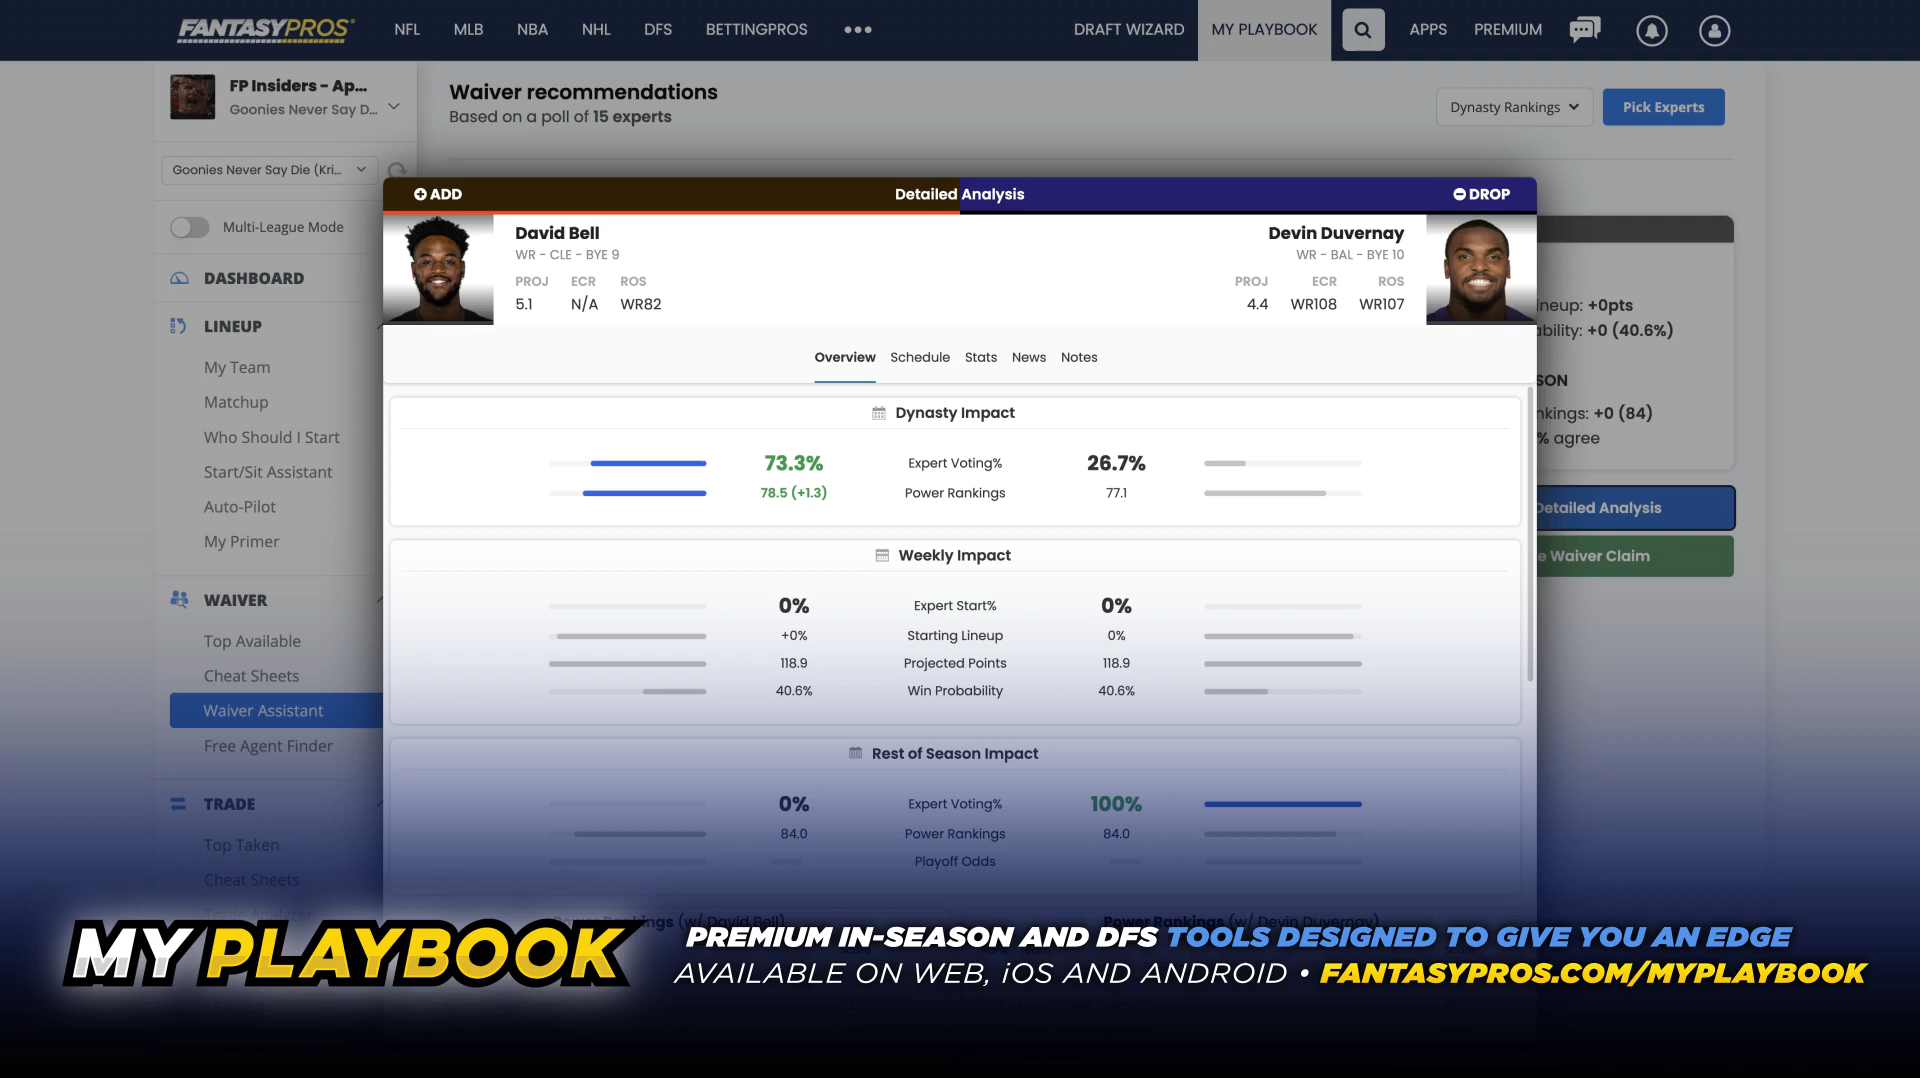 FANTASYPROS
NFL MLB NBA NHL DFS BETTINGPROS ••• DRAFT WIZARD MY PLAYBOOK APPS PREMIUM
FP Insiders - Ap...
Goonies Never Say D...
Goonies Never Say Die (Kri...
Multi-League Mode
DASHBOARD
LINEUP
My Team
Matchup
Who Should I Start
Start/Sit Assistant
Auto-Pilot
My Primer
WAIVER
Top Available
Cheat Sheets
Waiver Assistant
Free Agent Finder
TRADE
Top Taken
Cheat Sheets
Trade Analyzer
Waiver recommendations
Based on a poll of 15 experts
Dynasty Rankings
Pick Experts
ADD Detailed Analysis DROP
David Bell
WR - CLE - BYE 9
PROJ ECR ROS
5.1 N/A WR82
Devin Duvernay
WR - BAL - BYE 10
PROJ ECR ROS
4.4 WR108 WR107
Overview Schedule Stats News Notes
Dynasty Impact
73.3% Expert Voting% 26.7%
78.5 (+1.3) Power Rankings 77.1
Weekly Impact
0% Expert Start% 0%
+0% Starting Lineup 0%
118.9 Projected Points 118.9
40.6% Win Probability 40.6%
Rest of Season Impact
0% Expert Voting% 100%
84.0 Power Rankings 84.0
Playoff Odds
ngs (w/ David Bell) Power Rankings (w/ Devin Duvernay)
ineup: +0pts
ability: +0 (40.6%)
SON
nkings: +0 (84)
% agree
Detailed Analysis
e Waiver Claim
MY PLAYBOOK
PREMIUM IN-SEASON AND DFS TOOLS DESIGNED TO GIVE YOU AN EDGE
AVAILABLE ON WEB, iOS AND ANDROID • FANTASYPROS.COM/MYPLAYBOOK